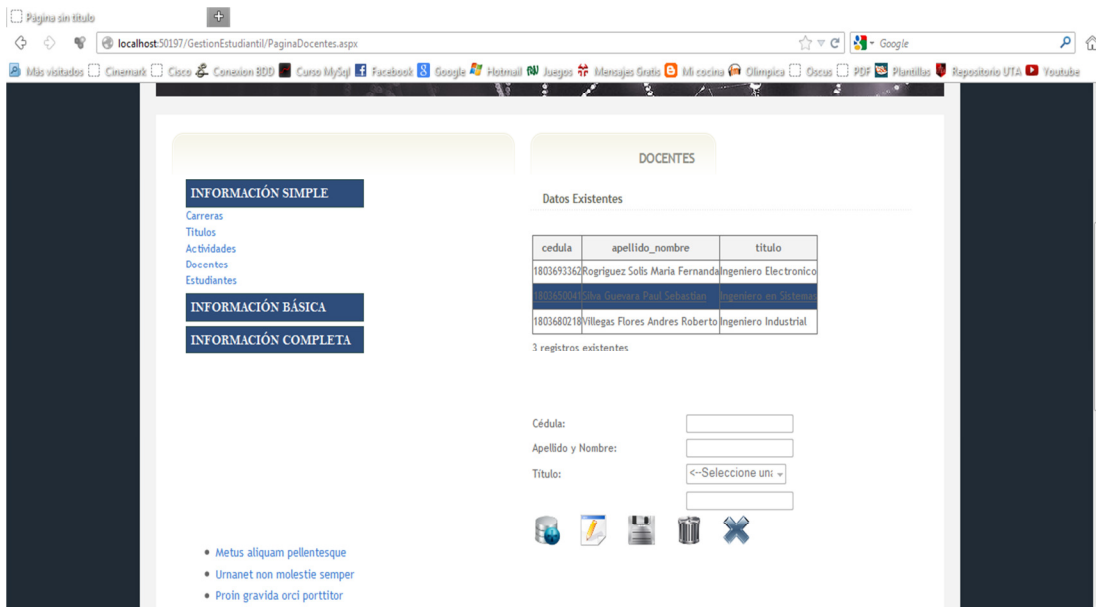 Página sin título
localhost:50197/GestionEstudiantil/PaginaDocentes.aspx
Google
Más visitados Cinemark Cisco Conexion BDD Curso MySql Facebook Google Hotmail Juegos Mensajes Gratis Mi cocina Olimpica Oscus PDF Plantillas Repositorio UTA Youtube
DOCENTES
INFORMACIÓN SIMPLE
Carreras
Títulos
Actividades
Docentes
Estudiantes
INFORMACIÓN BÁSICA
INFORMACIÓN COMPLETA
Datos Existentes
cedula apellido_nombre titulo
1803693362 Rogriguez Solis Maria Fernanda Ingeniero Electronico
1803650041 Silva Guevara Paul Sebastian Ingeniero en Sistemas
1803680218 Villegas Flores Andres Roberto Ingeniero Industrial
3 registros existentes
Cédula:
Apellido y Nombre:
Título: <--Seleccione una
Metus aliquam pellentesque
Urnanet non molestie semper
Proin gravida orci porttitor